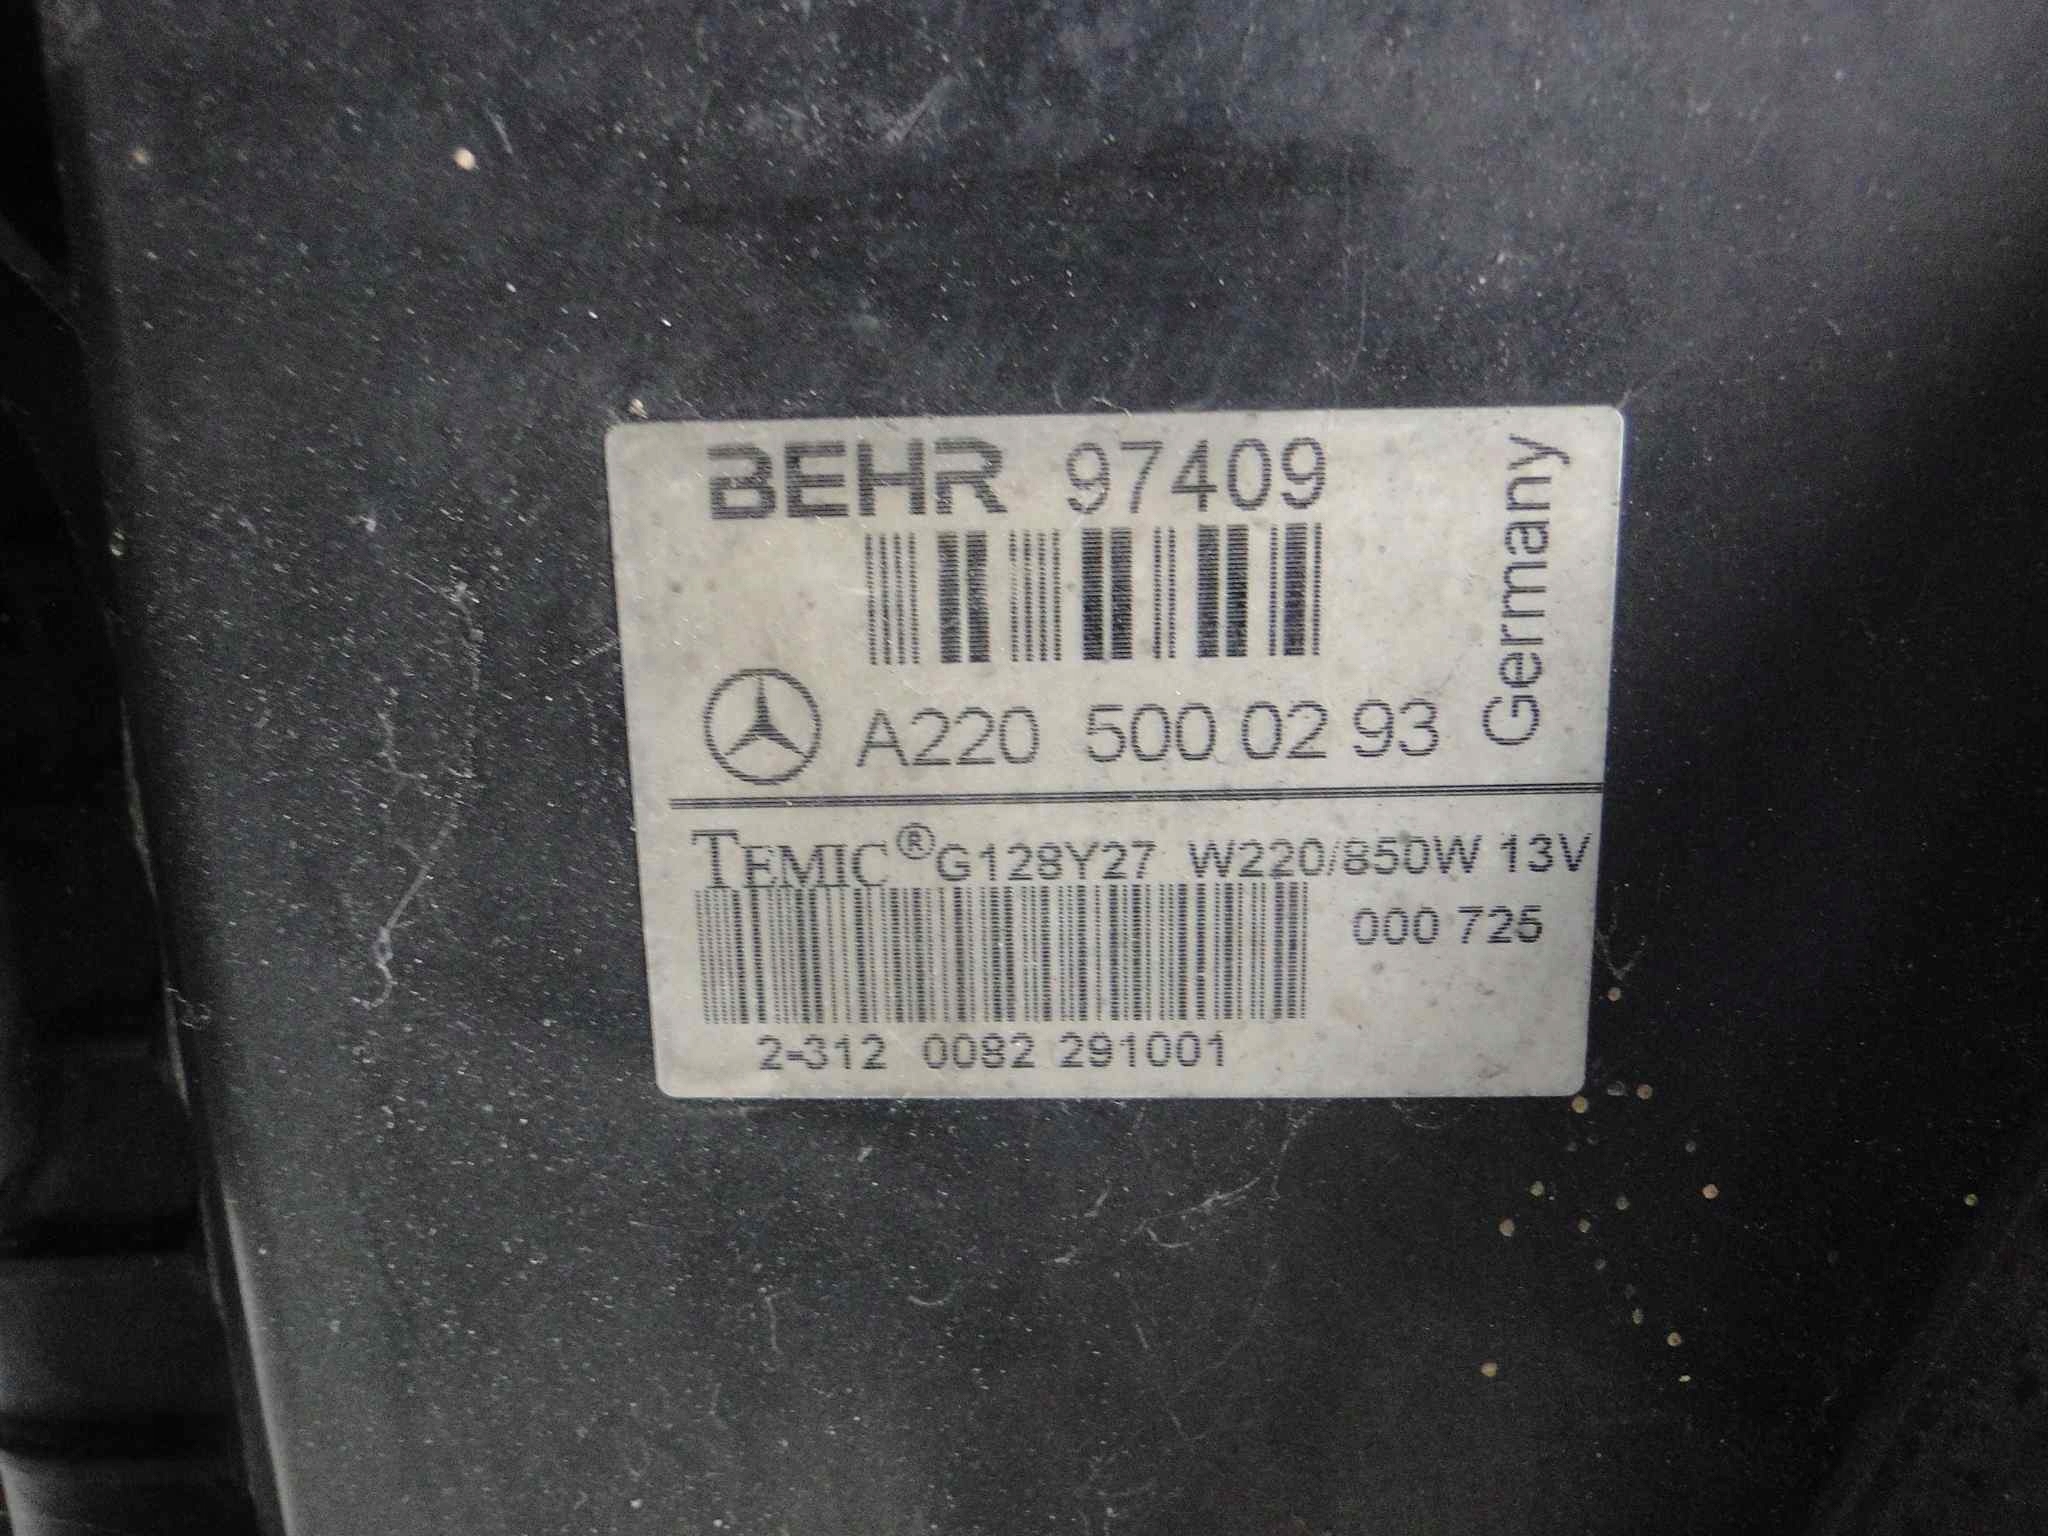 BEHR 97409
Germany
A220 500 02 93
TEMIC® G128Y27 W220/850W 13V
000 725
2-312 0082 291001